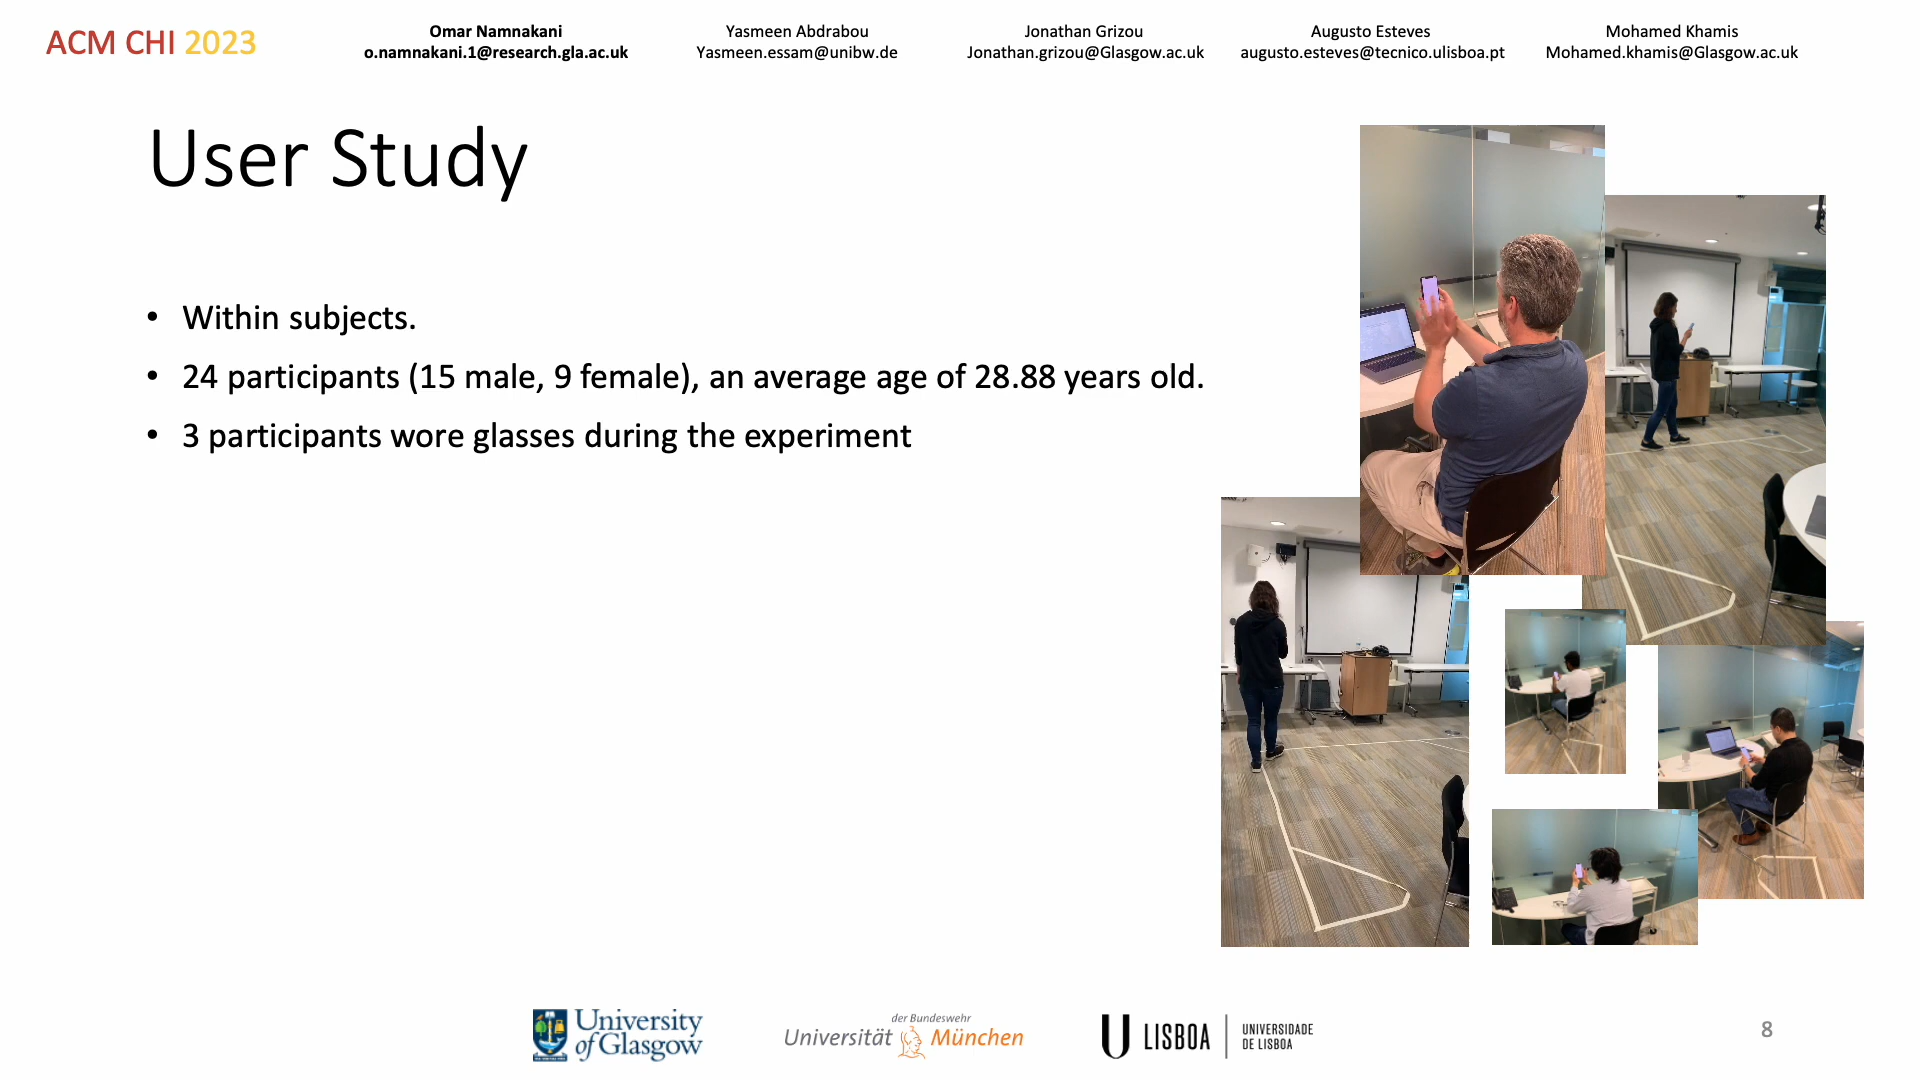 ACM CHI 2023
Omar Namnakani
o.namnakani.1@research.gla.ac.uk
Yasmeen Abdrabou
Yasmeen.essam@unibw.de
Jonathan Grizou
Jonathan.grizou@Glasgow.ac.uk
Augusto Esteves
augusto.esteves@tecnico.ulisboa.pt
Mohamed Khamis
Mohamed.khamis@Glasgow.ac.uk
User Study
• Within subjects.
• 24 participants (15 male, 9 female), an average age of 28.88 years old.
• 3 participants wore glasses during the experiment
University
of Glasgow
der Bundeswehr
Universität München
U LISBOA
UNIVERSIDADE
DE LISBOA
8